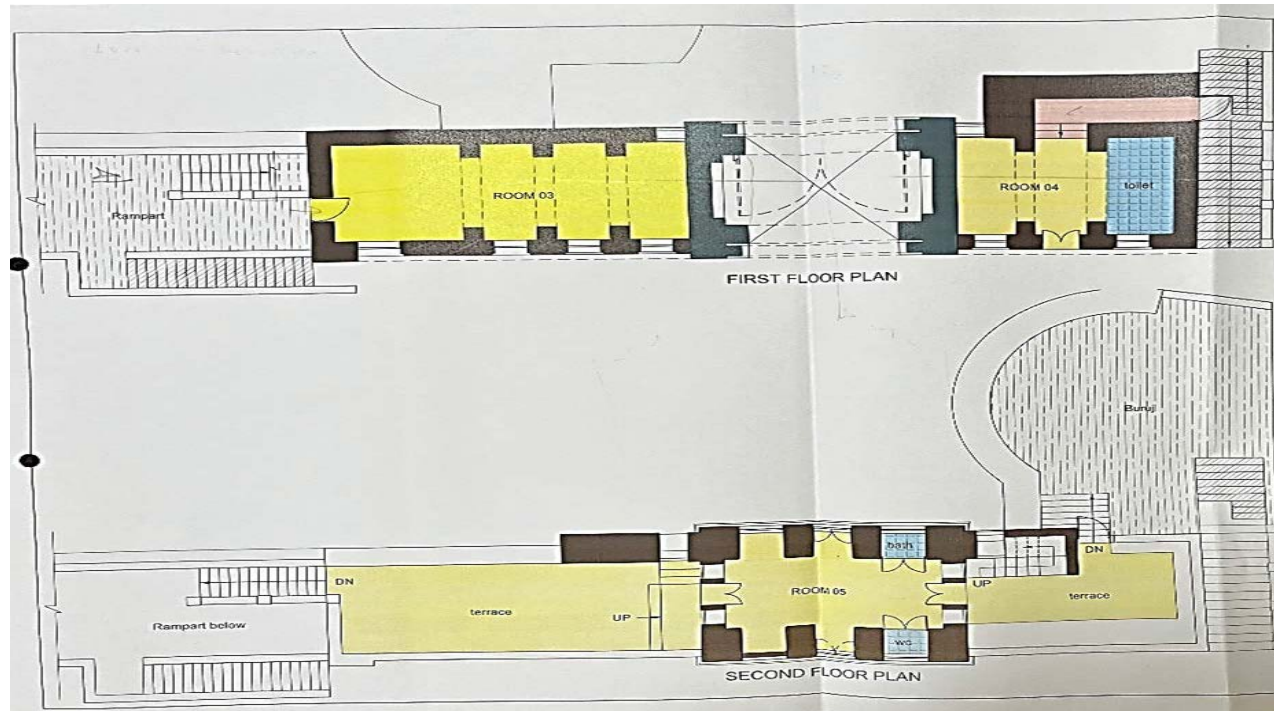 Rampart
ROOM 03
ROOM 04
toilet
FIRST FLOOR PLAN
Buruj
DN
terrace
UP
ROOM 05
bath
wc
UP
DN
terrace
Rampart below
SECOND FLOOR PLAN